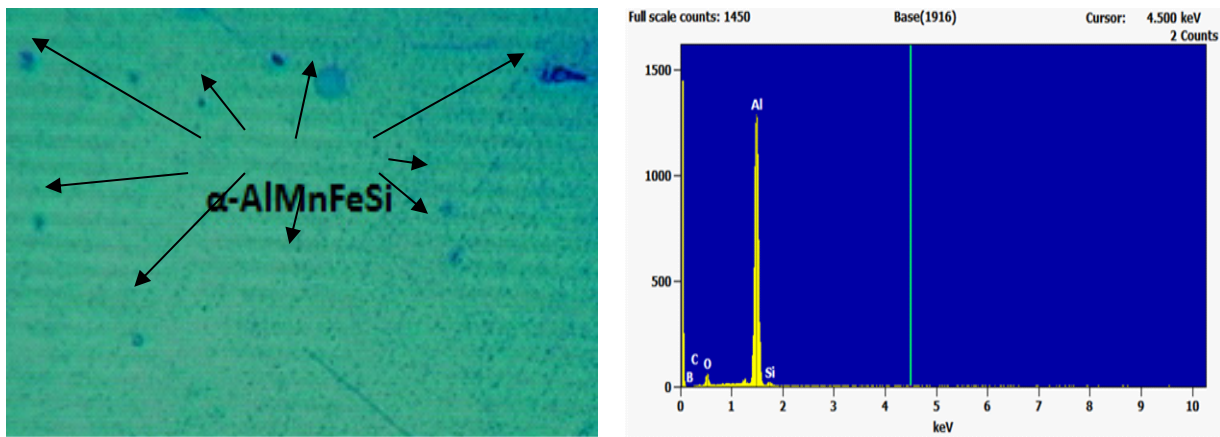 α-AlMnFeSi
Full scale counts: 1450
Base(1916)
Cursor: 4.500 keV
2 Counts
1500
1000
500
0
Al
C
O
B
Si
0 1 2 3 4 5 6 7 8 9 10
keV